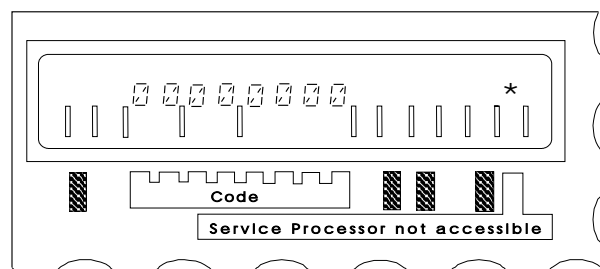 00000000
*
Code
Service Processor not accessible